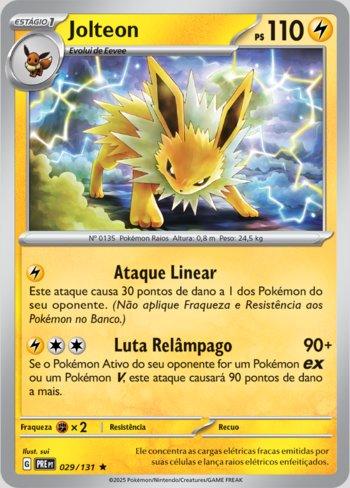 ESTÁGIO 1
Jolteon
PS 110
Evolui de Eevee
Nº 0135 Pokémon Raios Altura: 0,8 m Peso: 24,5 kg
Ataque Linear
Este ataque causa 30 pontos de dano a 1 dos Pokémon do
seu oponente. (Não aplique Fraqueza e Resistência aos
Pokémon no Banco.)
Luta Relâmpago 90+
Se o Pokémon Ativo do seu oponente for um Pokémon ex
ou um Pokémon V, este ataque causará 90 pontos de dano
a mais.
Fraqueza × 2 Resistência Recuo
Ilust. sui
G PRE PT 029/131
Ele concentra as cargas elétricas fracas emitidas por
suas células e lança raios elétricos enfeitiçados.
©2025 Pokémon/Nintendo/Creatures/GAME FREAK